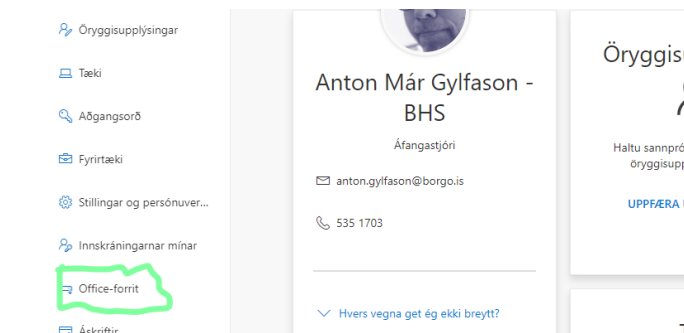 Öryggisupplýsingar
Tæki
Aðgangsorð
Fyrirtæki
Stillingar og persónuver...
Innskráningarnar mínar
Office-forrit
Áskriftir
Anton Már Gylfason -
BHS
Áfangastjóri
anton.gylfason@borgo.is
535 1703
Hvers vegna get ég ekki breytt?
Haltu
UPPFÆRA